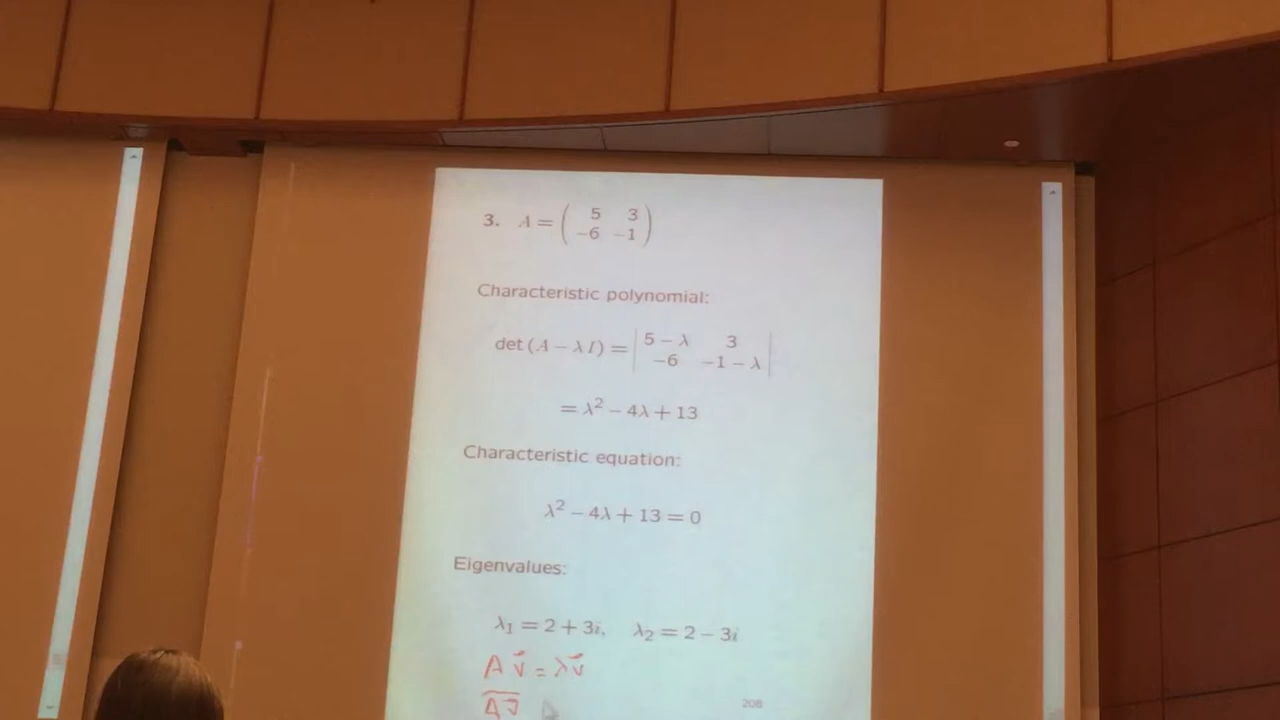 3. A = ( 5 3
-6 -1 )
Characteristic polynomial:
det (A − λI) = | 5 − λ 3
-6 −1 − λ |
= λ² − 4λ + 13
Characteristic equation:
λ² − 4λ + 13 = 0
Eigenvalues:
λ₁ = 2 + 3i, λ₂ = 2 − 3i
A v⃗ = λv⃗
208